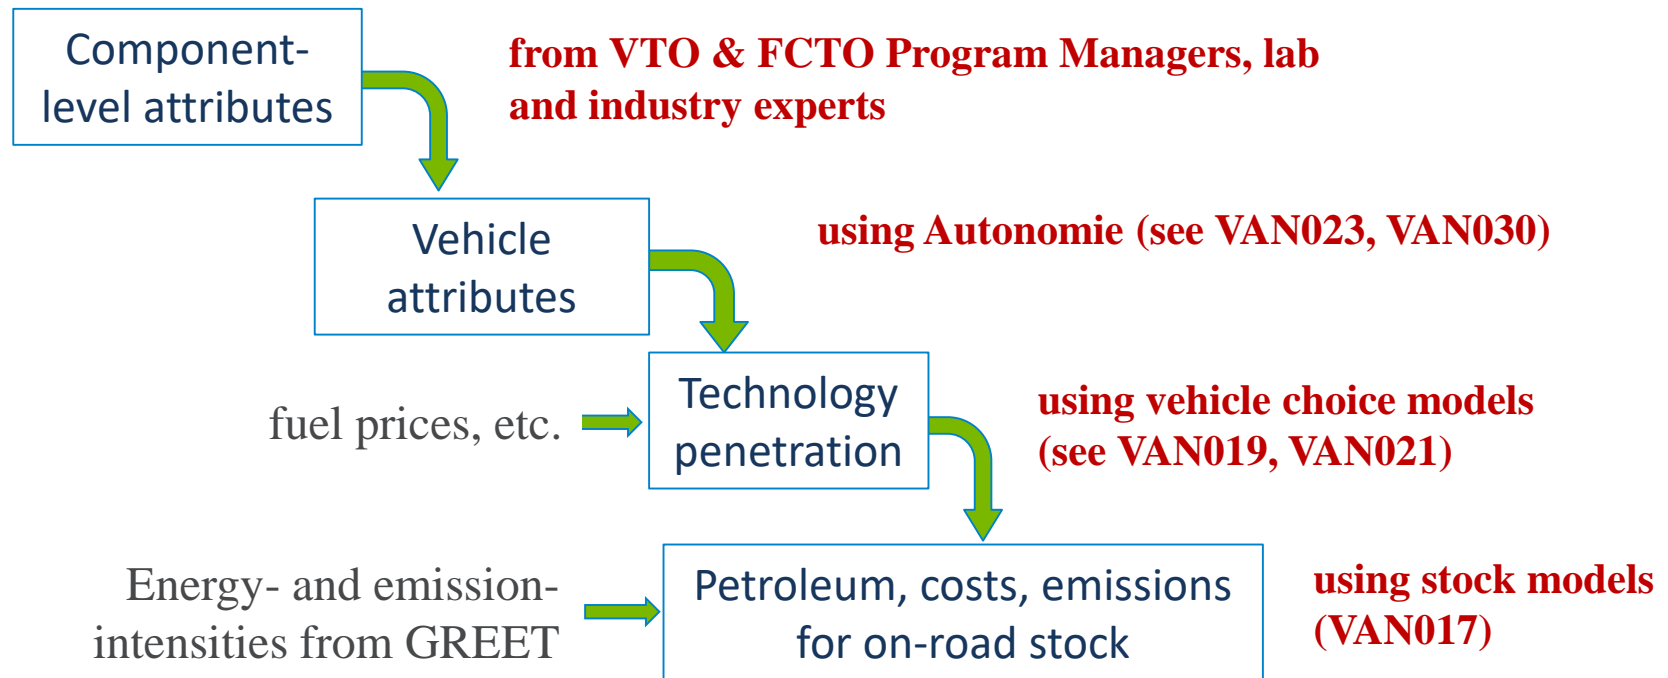 Component-
level attributes
from VTO & FCTO Program Managers, lab
and industry experts
Vehicle
attributes
using Autonomie (see VAN023, VAN030)
fuel prices, etc.
Technology
penetration
using vehicle choice models
(see VAN019, VAN021)
Energy- and emission-
intensities from GREET
Petroleum, costs, emissions
for on-road stock
using stock models
(VAN017)